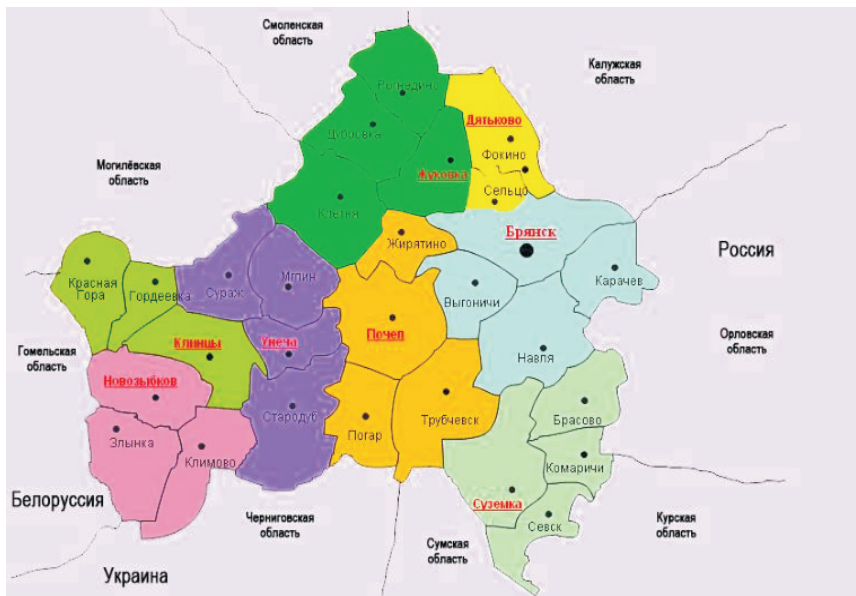 Смоленская
область
Калужская
область
Рогнедино
Дятьково
Дубровка
Фокино
Могилёвская
область
Жуковка
Сельцо
Клетня
Брянск
Жирятино
Россия
Красная
Гора
Гордеевка
Сураж
Мглин
Выгоничи
Карачев
Гомельская
область
Клинцы
Унеча
Почеп
Навля
Орловская
область
Новозыбков
Стародуб
Погар
Трубчевск
Брасово
Злынка
Климово
Комаричи
Белоруссия
Суземка
Черниговская
область
Севск
Курская
область
Сумская
область
Украина